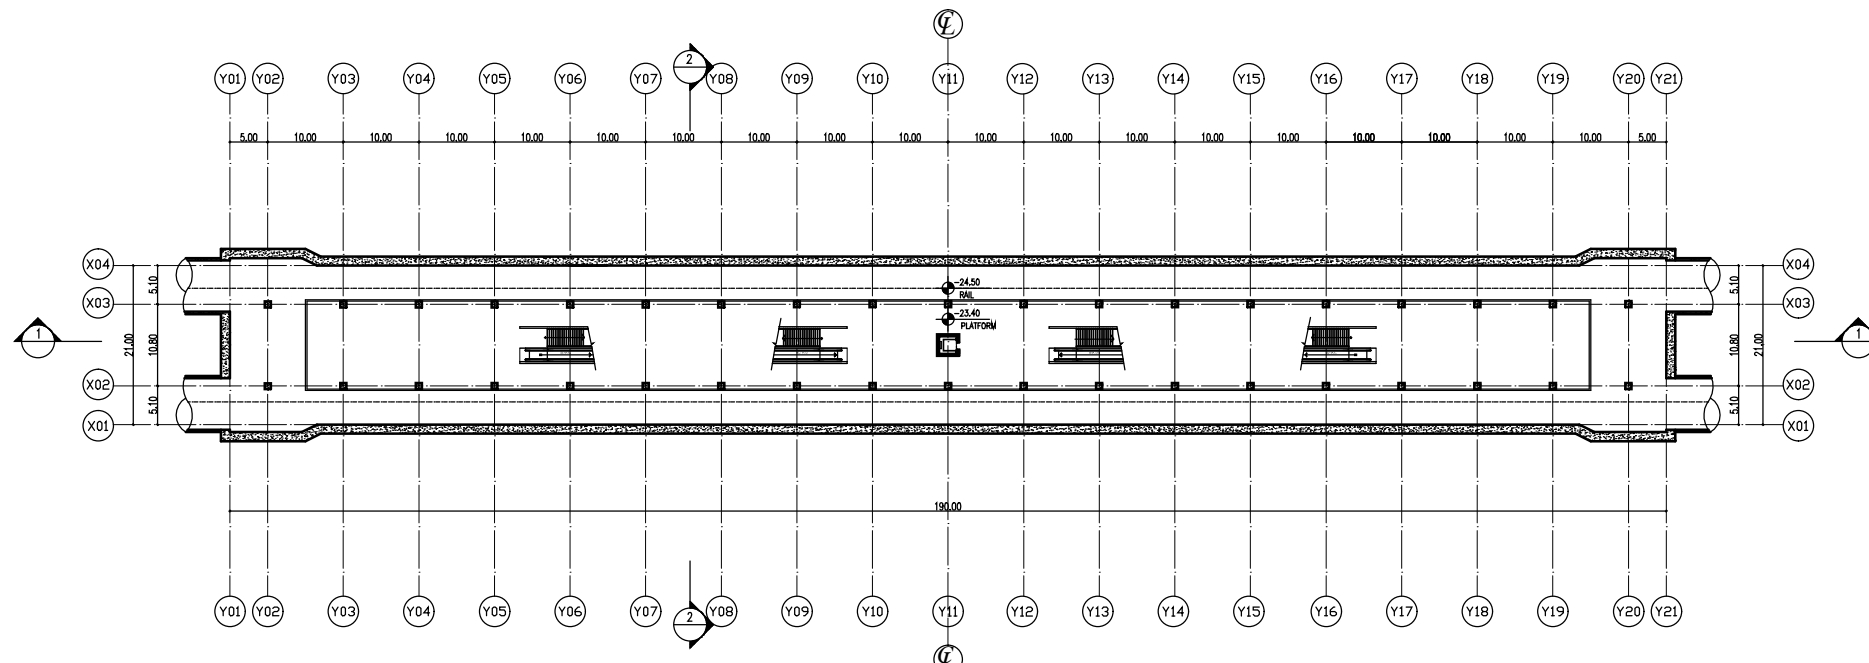 ℄
2
Y01 Y02 Y03 Y04 Y05 Y06 Y07 Y08 Y09 Y10 Y11 Y12 Y13 Y14 Y15 Y16 Y17 Y18 Y19 Y20 Y21
5.00 10.00 10.00 10.00 10.00 10.00 10.00 10.00 10.00 10.00 10.00 10.00 10.00 10.00 10.00 10.00 10.00 10.00 10.00 5.00
X04 X04
5.10 5.10
-24.50
RAIL
X03 X03
-23.40
PLATFORM
1 21.00 10.80 10.80 21.00 1
X02 X02
5.10 5.10
X01 X01
190.00
Y01 Y02 Y03 Y04 Y05 Y06 Y07 Y08 Y09 Y10 Y11 Y12 Y13 Y14 Y15 Y16 Y17 Y18 Y19 Y20 Y21
2
℄